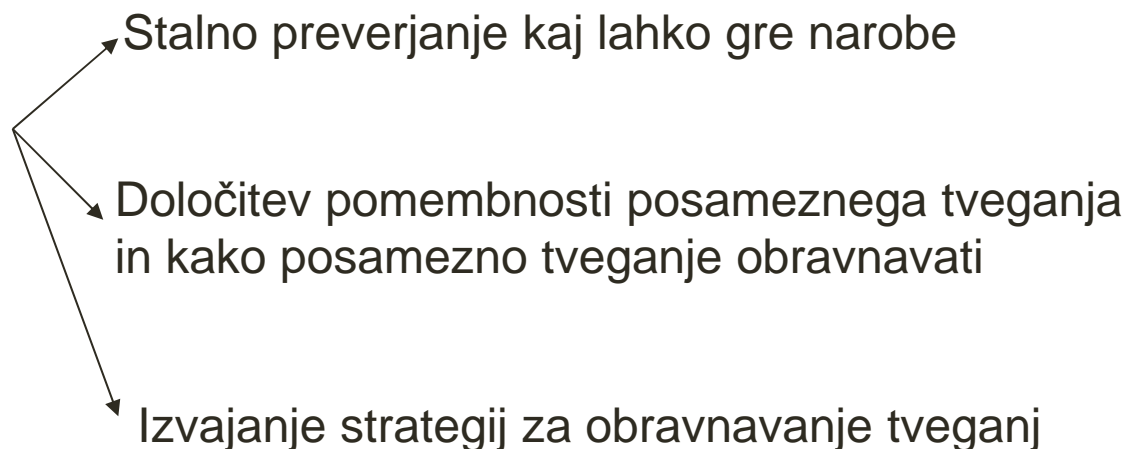 Stalno preverjanje kaj lahko gre narobe
Določitev pomembnosti posameznega tveganja
in kako posamezno tveganje obravnavati
Izvajanje strategij za obravnavanje tveganj